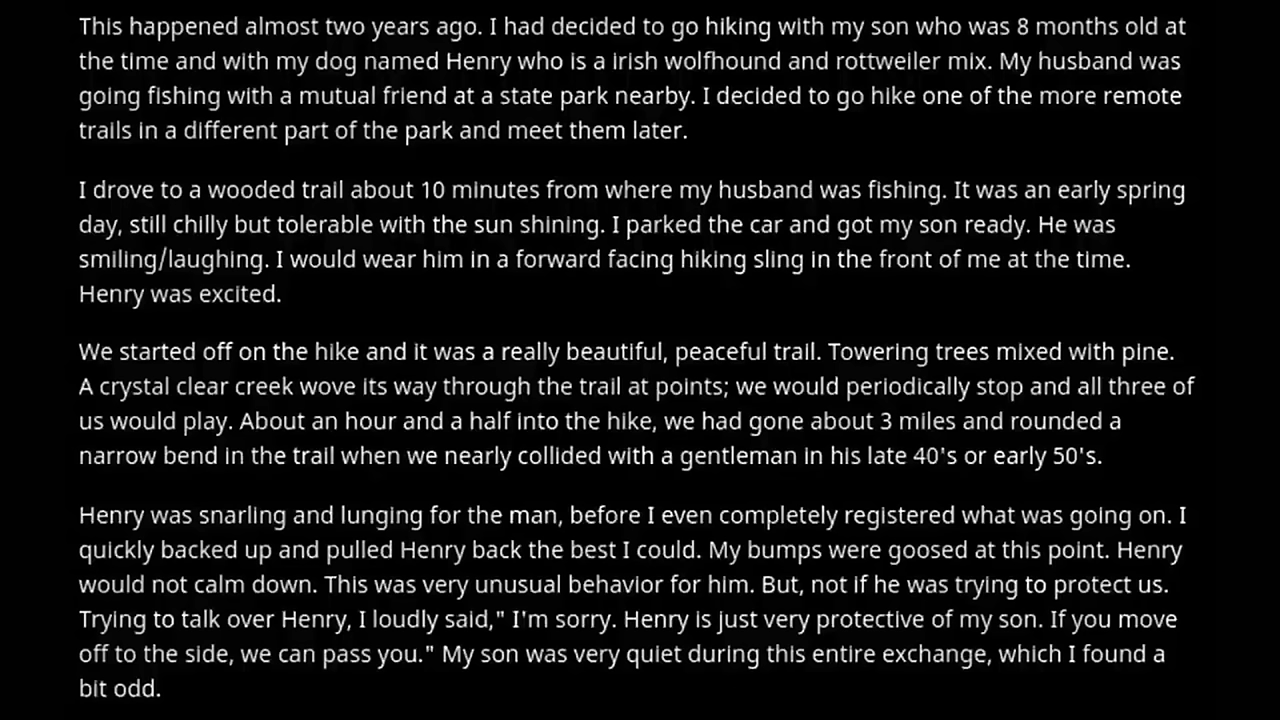 This happened almost two years ago. I had decided to go hiking with my son who was 8 months old at
the time and with my dog named Henry who is a irish wolfhound and rottweiler mix. My husband was
going fishing with a mutual friend at a state park nearby. I decided to go hike one of the more remote
trails in a different part of the park and meet them later.
I drove to a wooded trail about 10 minutes from where my husband was fishing. It was an early spring
day, still chilly but tolerable with the sun shining. I parked the car and got my son ready. He was
smiling/laughing. I would wear him in a forward facing hiking sling in the front of me at the time.
Henry was excited.
We started off on the hike and it was a really beautiful, peaceful trail. Towering trees mixed with pine.
A crystal clear creek wove its way through the trail at points; we would periodically stop and all three of
us would play. About an hour and a half into the hike, we had gone about 3 miles and rounded a
narrow bend in the trail when we nearly collided with a gentleman in his late 40's or early 50's.
Henry was snarling and lunging for the man, before I even completely registered what was going on. I
quickly backed up and pulled Henry back the best I could. My bumps were goosed at this point. Henry
would not calm down. This was very unusual behavior for him. But, not if he was trying to protect us.
Trying to talk over Henry, I loudly said," I'm sorry. Henry is just very protective of my son. If you move
off to the side, we can pass you." My son was very quiet during this entire exchange, which I found a
bit odd.